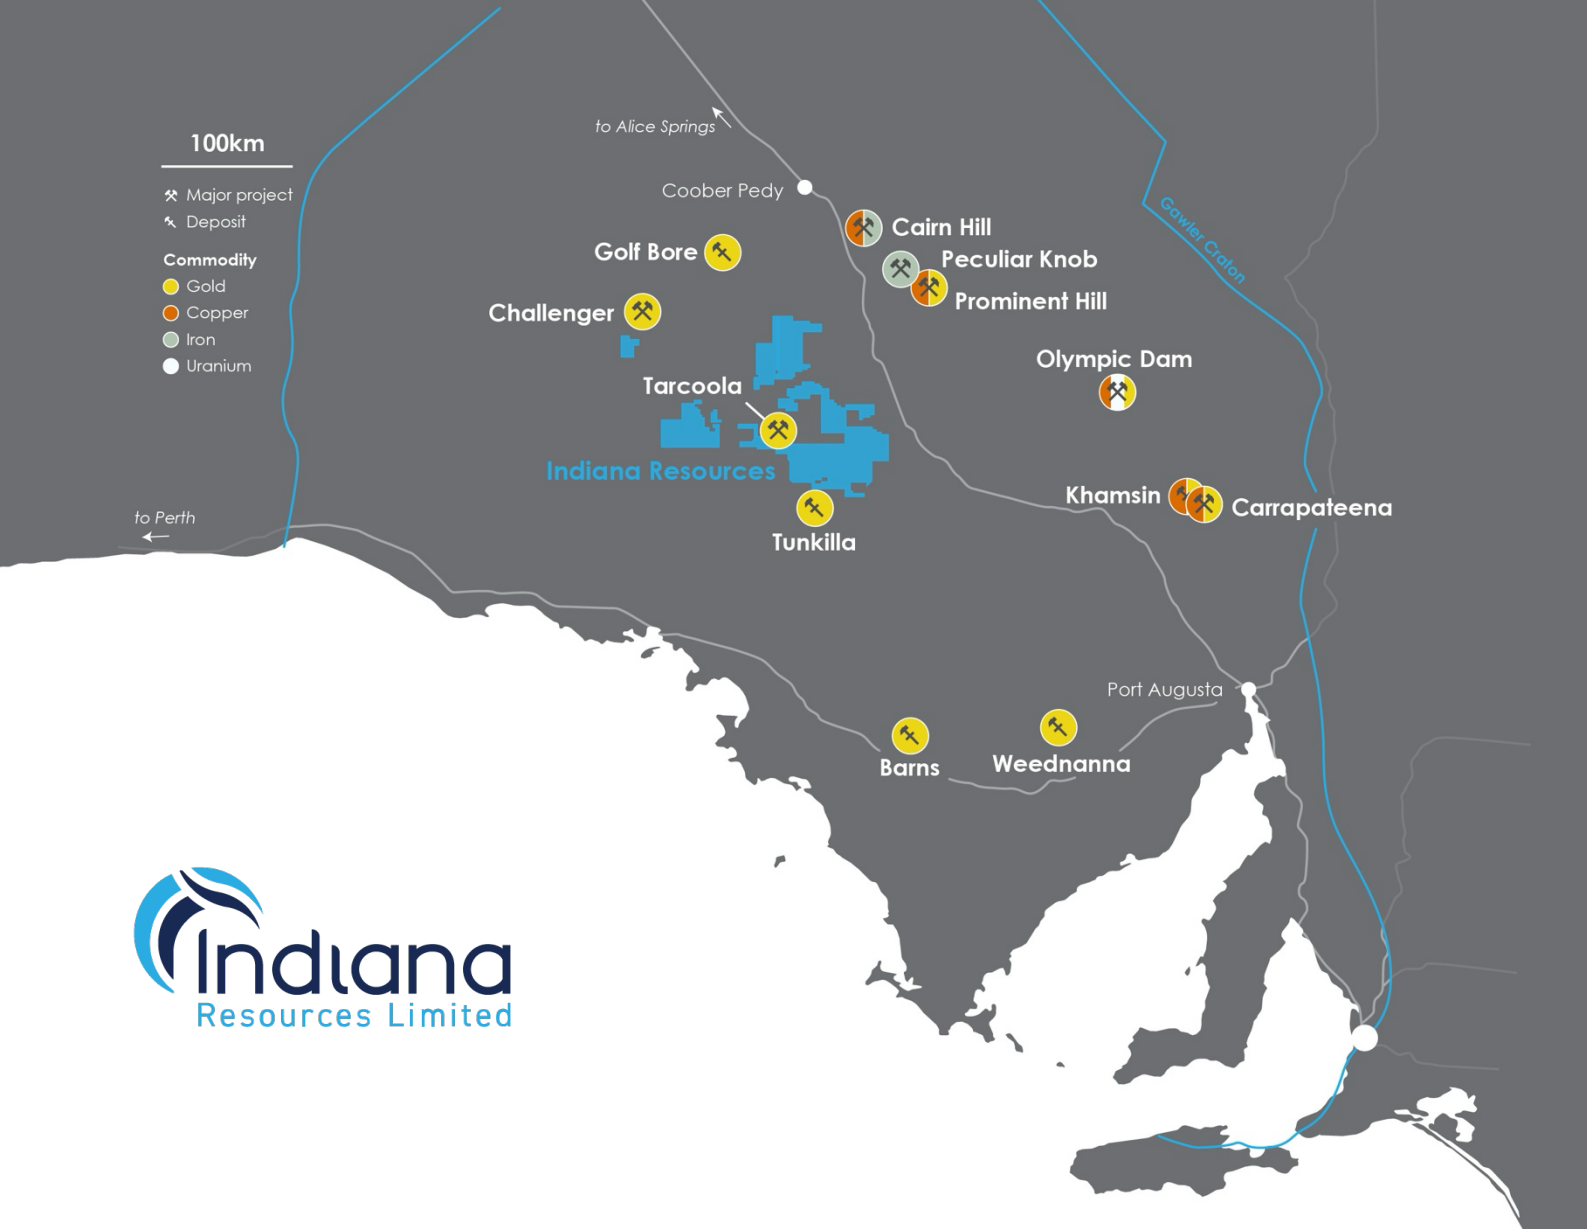 100km
Major project
Deposit
Commodity
Gold
Copper
Iron
Uranium
to Alice Springs
Coober Pedy
Cairn Hill
Golf Bore
Peculiar Knob
Prominent Hill
Challenger
Gawler Craton
Olympic Dam
Tarcoola
Indiana Resources
Khamsin
Carrapateena
to Perth
Tunkilla
Port Augusta
Barns
Weednanna
Indiana
Resources Limited